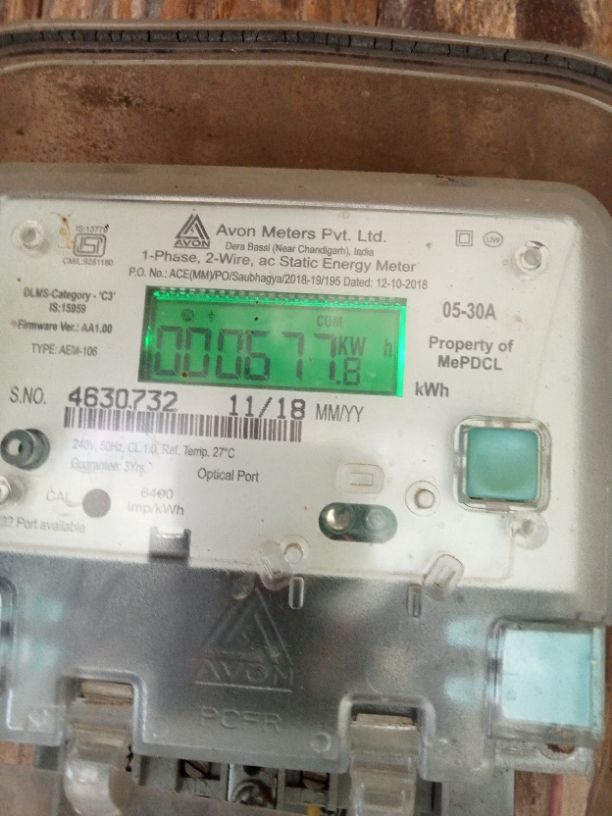 IS:13779
ISI
CM/L:9281180
AVON
Avon Meters Pvt. Ltd.
Dera Bassi (Near Chandigarh), India
1-Phase, 2-Wire, ac Static Energy Meter
P.O. No.: ACE(MM)/PO/Saubhagya/2018-19/195 Dated: 12-10-2018
DLMS-Category - 'C3'
IS:15959
Firmware Ver.: AA1.00
TYPE: AEM-106
COM
000677.8 KW h
05-30A
Property of
MePDCL
kWh
S.NO. 4630732 11/18 MM/YY
240V, 50Hz, CL 1.0, Ref. Temp. 27°C
Guarantee: 3Yrs.
Optical Port
CAL
6400
imp/kWh
Port available
AVON